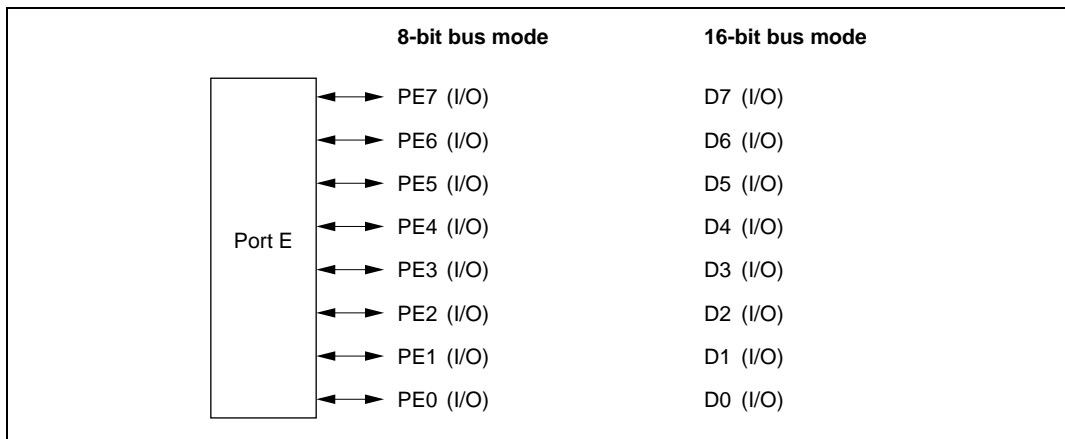 8-bit bus mode 16-bit bus mode
PE7 (I/O) D7 (I/O)
PE6 (I/O) D6 (I/O)
PE5 (I/O) D5 (I/O)
PE4 (I/O) D4 (I/O)
Port E
PE3 (I/O) D3 (I/O)
PE2 (I/O) D2 (I/O)
PE1 (I/O) D1 (I/O)
PE0 (I/O) D0 (I/O)